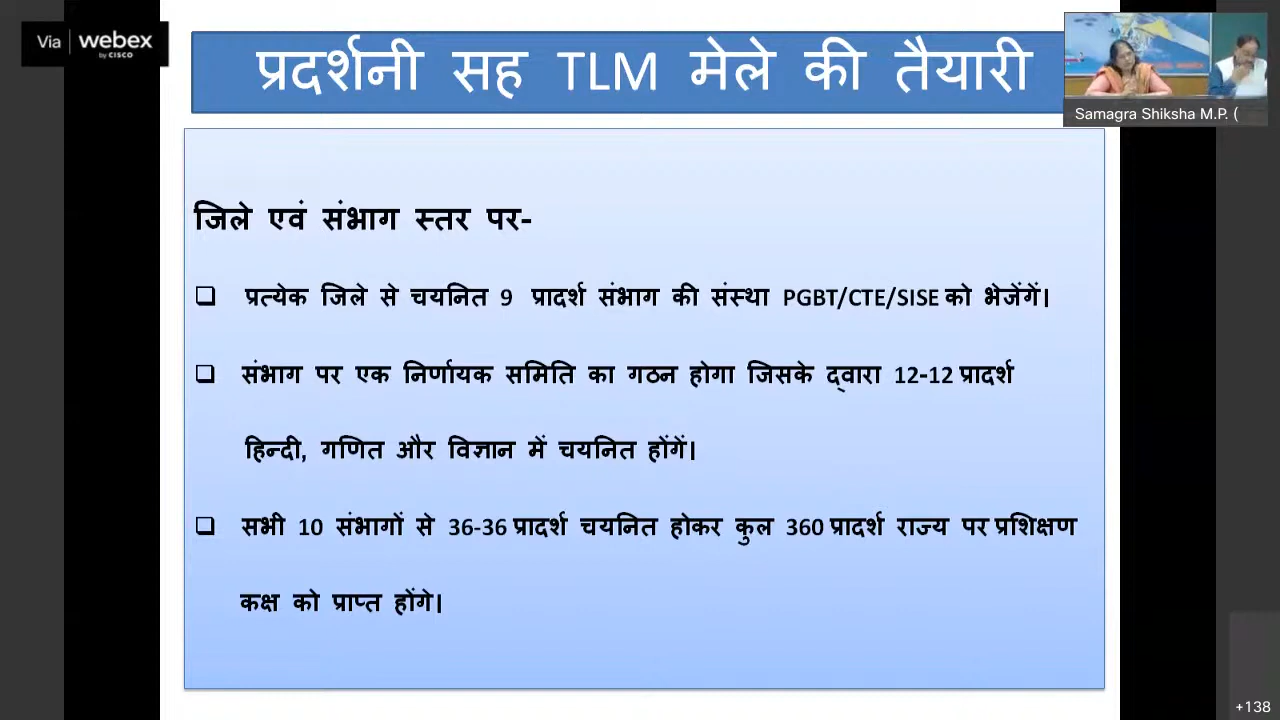 Via webex
by CISCO
प्रदर्शनी सह TLM मेले की तैयारी
Samagra Shiksha M.P. (
जिले एवं संभाग स्तर पर-
प्रत्येक जिले से चयनित 9 प्रादर्श संभाग की संस्था PGBT/CTE/SISE को भेजेंगें।
संभाग पर एक निर्णायक समिति का गठन होगा जिसके द्वारा 12-12 प्रादर्श
हिन्दी, गणित और विज्ञान में चयनित होंगें।
सभी 10 संभागों से 36-36 प्रादर्श चयनित होकर कुल 360 प्रादर्श राज्य पर प्रशिक्षण
कक्ष को प्राप्त होंगे।
+138